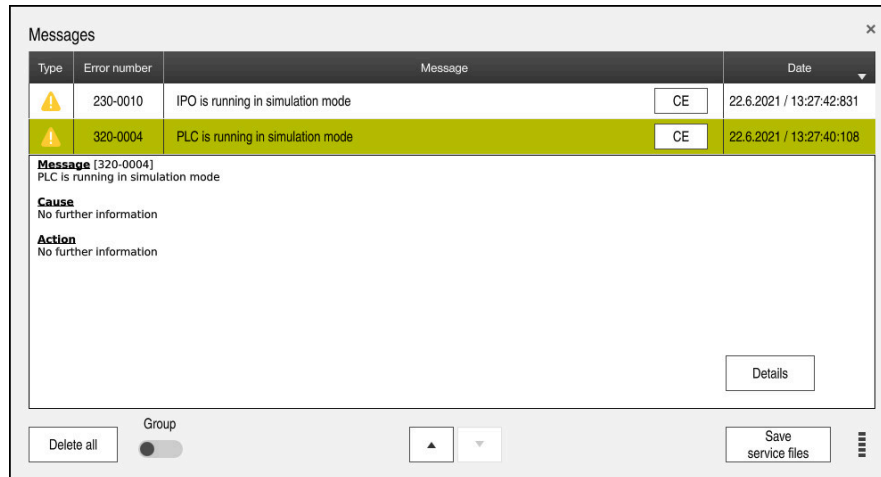 Messages
Type Error number Message Date
230-0010 IPO is running in simulation mode CE 22.6.2021 / 13:27:42:831
320-0004 PLC is running in simulation mode CE 22.6.2021 / 13:27:40:108
Message [320-0004]
PLC is running in simulation mode
Cause
No further information
Action
No further information
Details
Delete all Group Save
service files